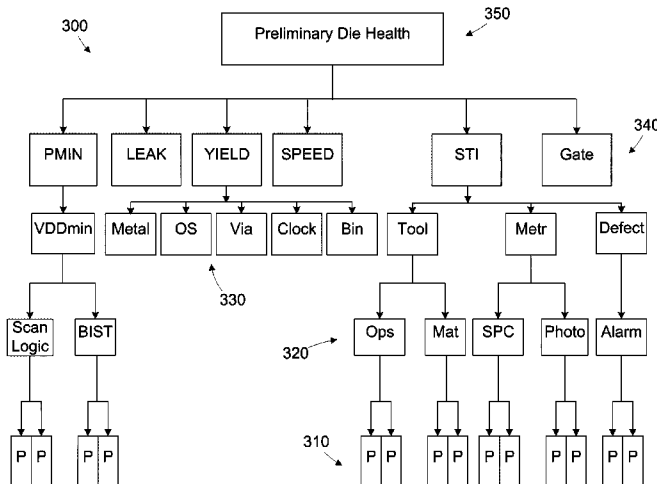 300
Preliminary Die Health
350
PMIN
LEAK
YIELD
SPEED
STI
Gate
340
VDDmin
Metal
OS
Via
Clock
Bin
Tool
Metr
Defect
330
Scan
Logic
BIST
320
Ops
Mat
SPC
Photo
Alarm
310
P P
P P
P P
P P
P P
P P
P P